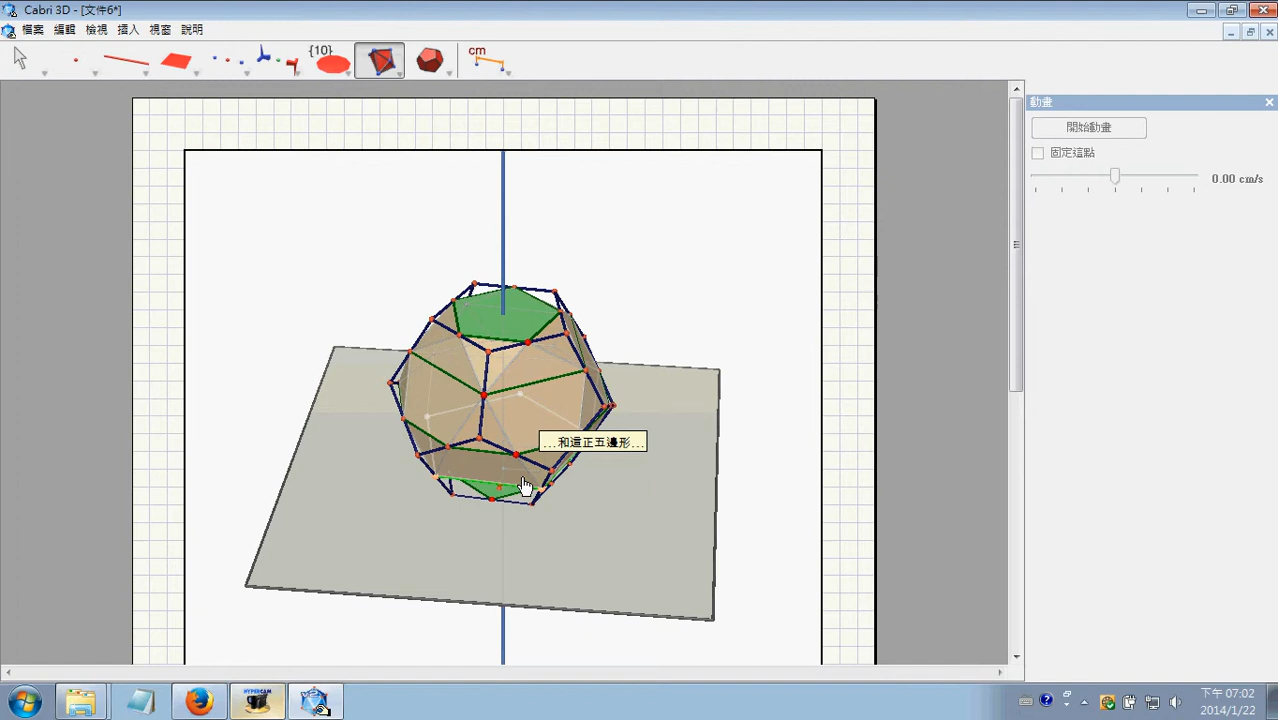 Cabri 3D - [文件6*]
檔案 編輯 檢視 插入 視窗 說明
{10}
cm
動畫
開始動畫
固定這點
0.00 cm/s
...和這正五邊形...
HYPERCAM
下午 07:02
2014/1/22